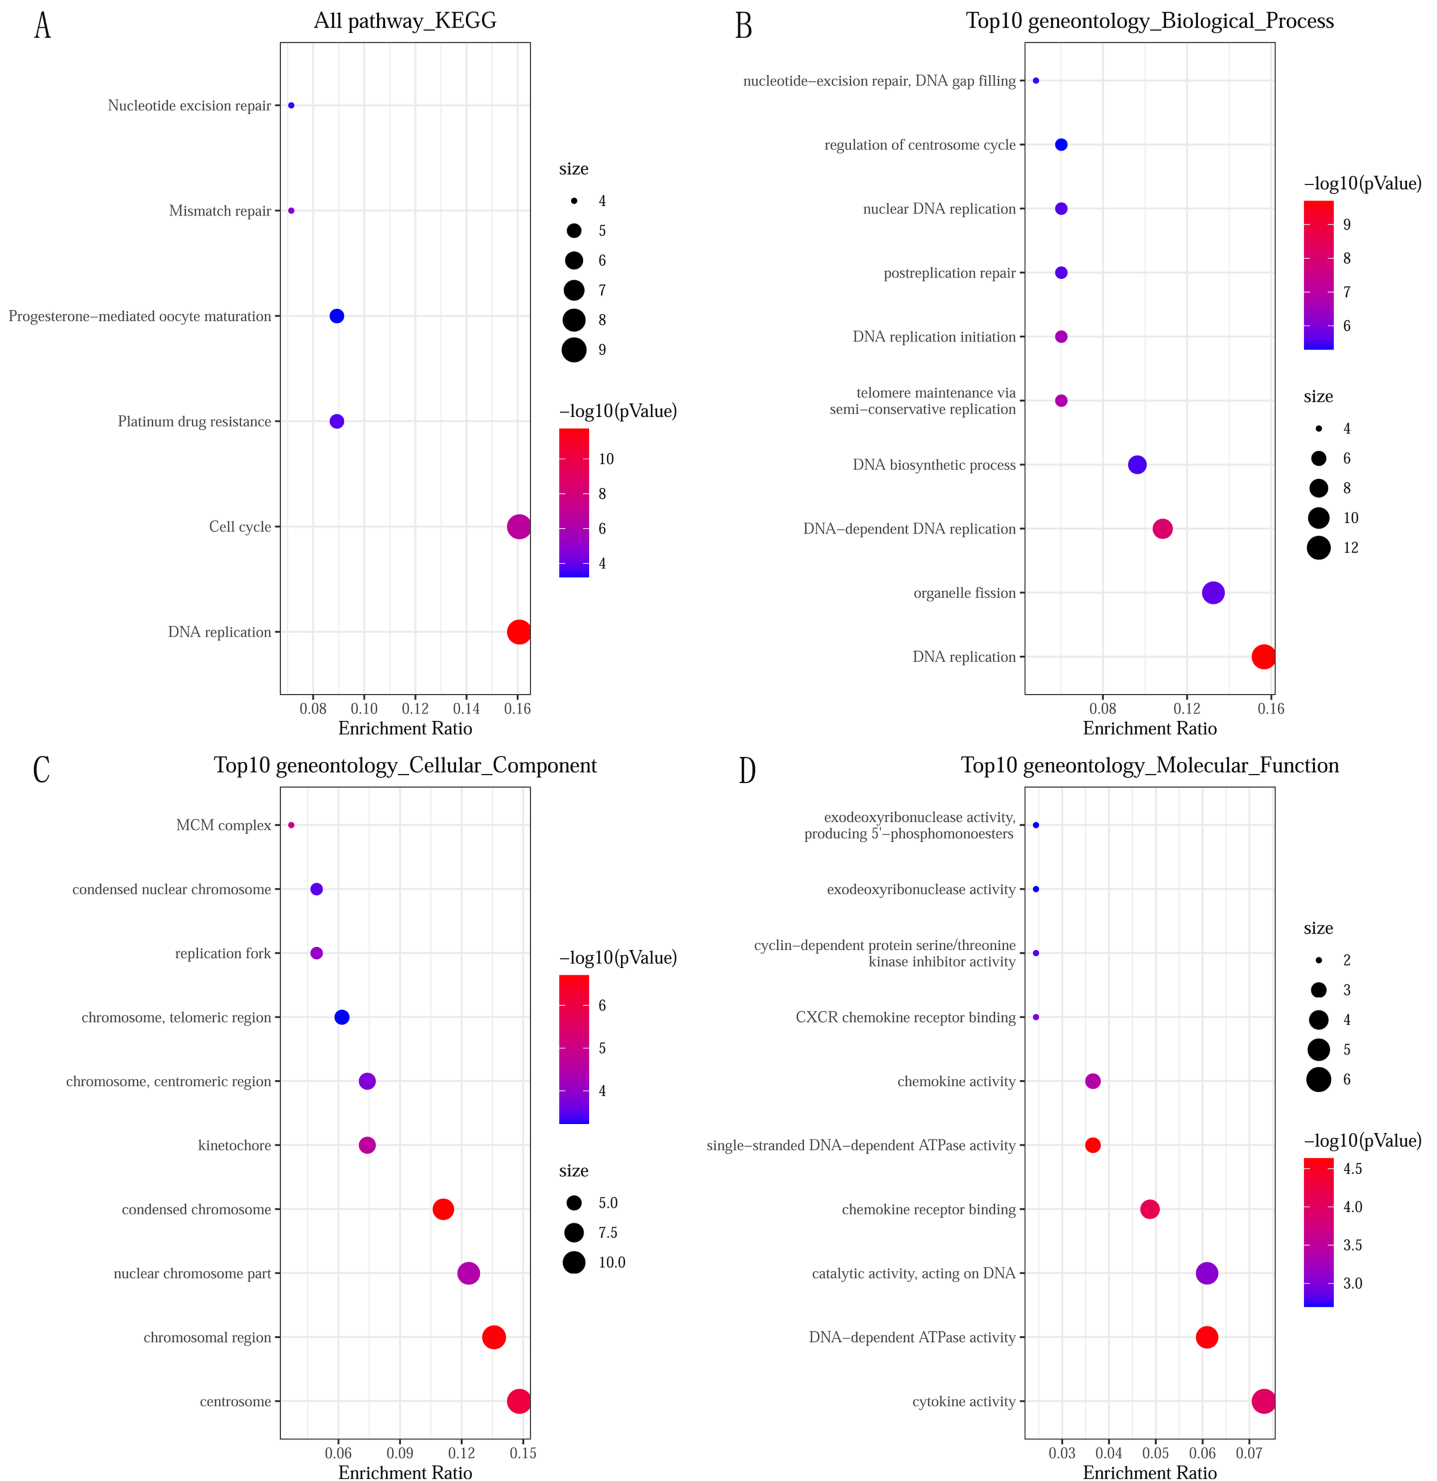 A
All pathway_KEGG
Nucleotide excision repair
Mismatch repair
Progesterone−mediated oocyte maturation
Platinum drug resistance
Cell cycle
DNA replication
0.08 0.10 0.12 0.14 0.16
Enrichment Ratio
size
4
5
6
7
8
9
−log10(pValue)
10
8
6
4
B
Top10 geneontology_Biological_Process
nucleotide−excision repair, DNA gap filling
regulation of centrosome cycle
nuclear DNA replication
postreplication repair
DNA replication initiation
telomere maintenance via
semi−conservative replication
DNA biosynthetic process
DNA−dependent DNA replication
organelle fission
DNA replication
0.08 0.12 0.16
Enrichment Ratio
−log10(pValue)
9
8
7
6
size
4
6
8
10
12
C
Top10 geneontology_Cellular_Component
MCM complex
condensed nuclear chromosome
replication fork
chromosome, telomeric region
chromosome, centromeric region
kinetochore
condensed chromosome
nuclear chromosome part
chromosomal region
centrosome
0.06 0.09 0.12 0.15
Enrichment Ratio
−log10(pValue)
6
5
4
size
5.0
7.5
10.0
D
Top10 geneontology_Molecular_Function
exodeoxyribonuclease activity,
producing 5'−phosphomonoesters
exodeoxyribonuclease activity
cyclin−dependent protein serine/threonine
kinase inhibitor activity
CXCR chemokine receptor binding
chemokine activity
single−stranded DNA−dependent ATPase activity
chemokine receptor binding
catalytic activity, acting on DNA
DNA−dependent ATPase activity
cytokine activity
0.03 0.04 0.05 0.06 0.07
Enrichment Ratio
size
2
3
4
5
6
−log10(pValue)
4.5
4.0
3.5
3.0